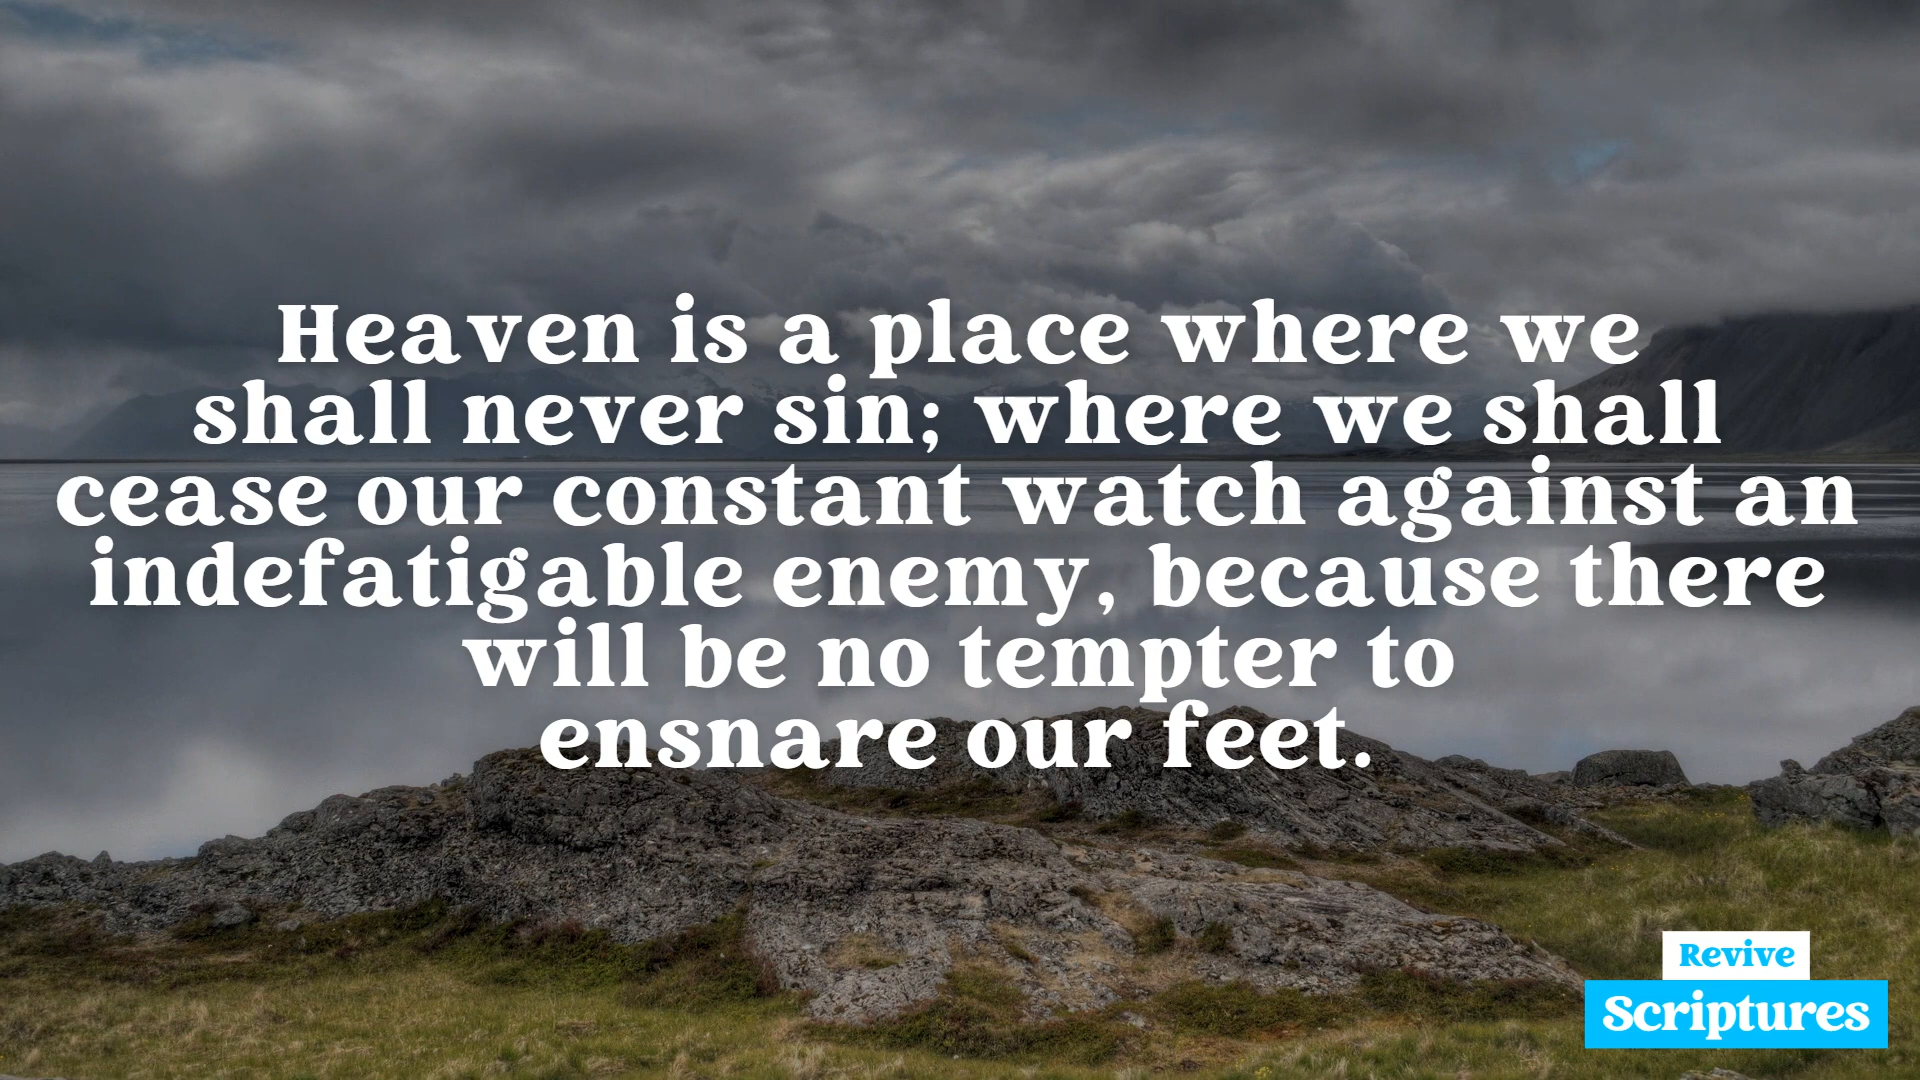 Heaven is a place where we
shall never sin; where we shall
cease our constant watch against an
indefatigable enemy, because there
will be no tempter to
ensnare our feet.
Revive
Scriptures